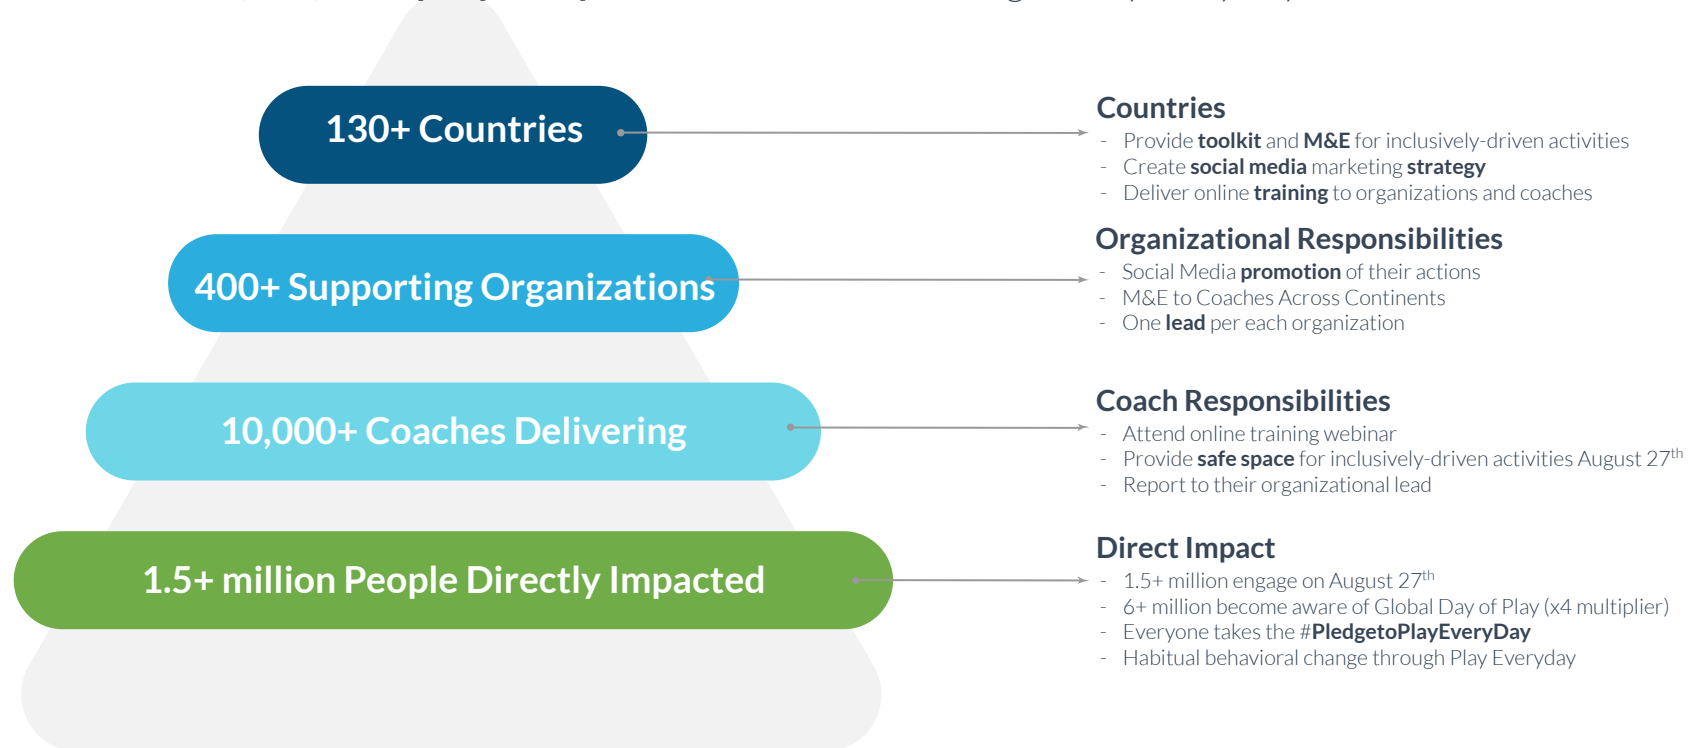 130+ Countries
Countries
- Provide toolkit and M&E for inclusively-driven activities
- Create social media marketing strategy
- Deliver online training to organizations and coaches
400+ Supporting Organizations
Organizational Responsibilities
- Social Media promotion of their actions
- M&E to Coaches Across Continents
- One lead per each organization
10,000+ Coaches Delivering
Coach Responsibilities
- Attend online training webinar
- Provide safe space for inclusively-driven activities August 27th
- Report to their organizational lead
1.5+ million People Directly Impacted
Direct Impact
- 1.5+ million engage on August 27th
- 6+ million become aware of Global Day of Play (x4 multiplier)
- Everyone takes the #PledgetoPlayEveryDay
- Habitual behavioral change through Play Everyday